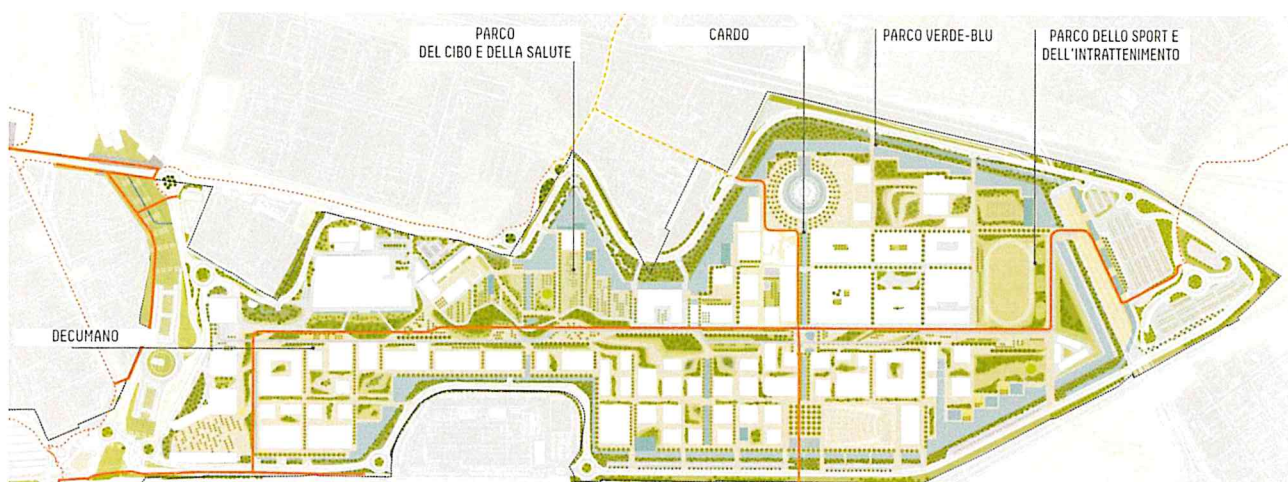 PARCO
DEL CIBO E DELLA SALUTE
CARDO
PARCO VERDE-BLU
PARCO DELLO SPORT E
DELL'INTRATTENIMENTO
DECUMANO